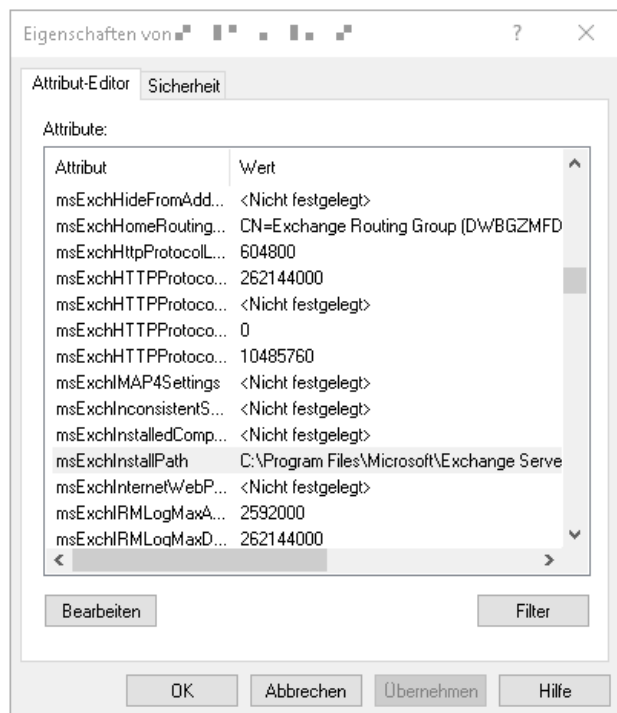 Eigenschaften von
? ×
Attribut-Editor Sicherheit
Attribute:
Attribut Wert
msExchHideFromAdd... <Nicht festgelegt>
msExchHomeRouting... CN=Exchange Routing Group (DWBGZMFD
msExchHttpProtocolL... 604800
msExchHTTPProtoco... 262144000
msExchHTTPProtoco... <Nicht festgelegt>
msExchHTTPProtoco... 0
msExchHTTPProtoco... 10485760
msExchIMAP4Settings <Nicht festgelegt>
msExchInconsistentS... <Nicht festgelegt>
msExchInstalledComp... <Nicht festgelegt>
msExchInstallPath C:\Program Files\Microsoft\Exchange Serve
msExchInternetWebP... <Nicht festgelegt>
msExchIRMLogMaxA... 2592000
msExchIRMLogMaxD... 262144000
Bearbeiten Filter
OK Abbrechen Übernehmen Hilfe